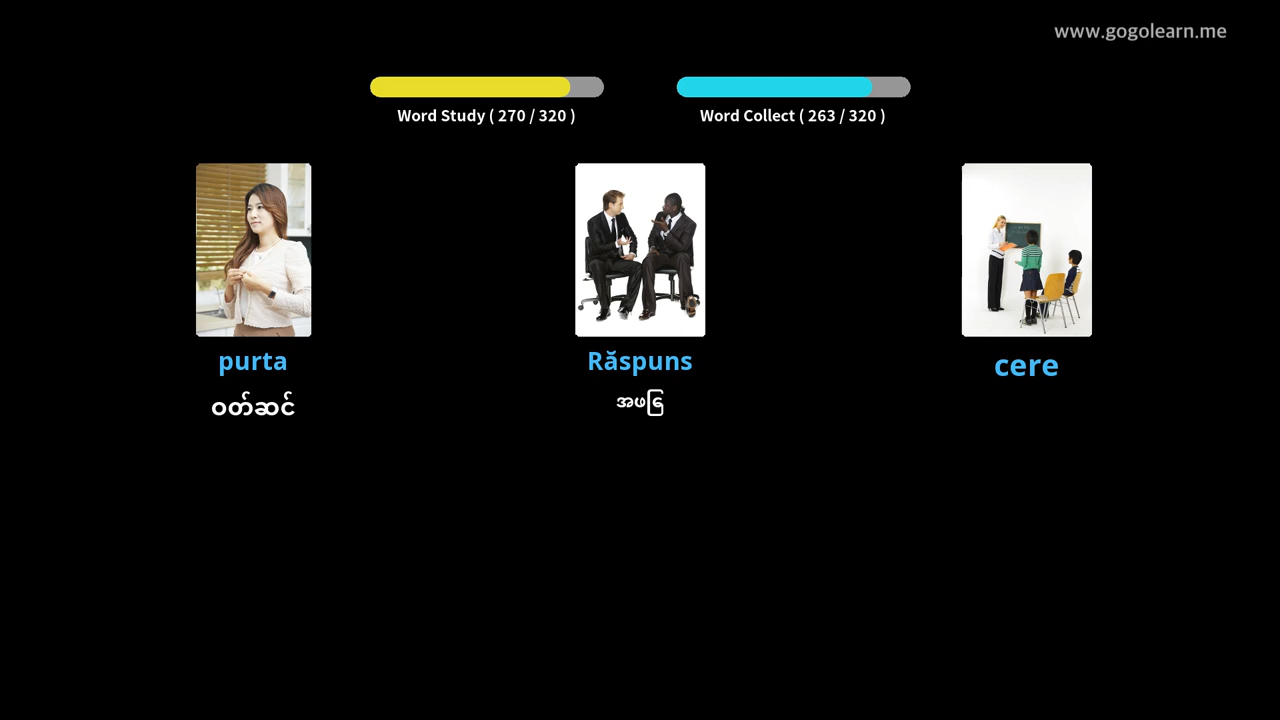 www.gogolearn.me
Word Study ( 270 / 320 )
Word Collect ( 263 / 320 )
purta
Răspuns
cere
ဝတ်ဆင်
အဖြေ